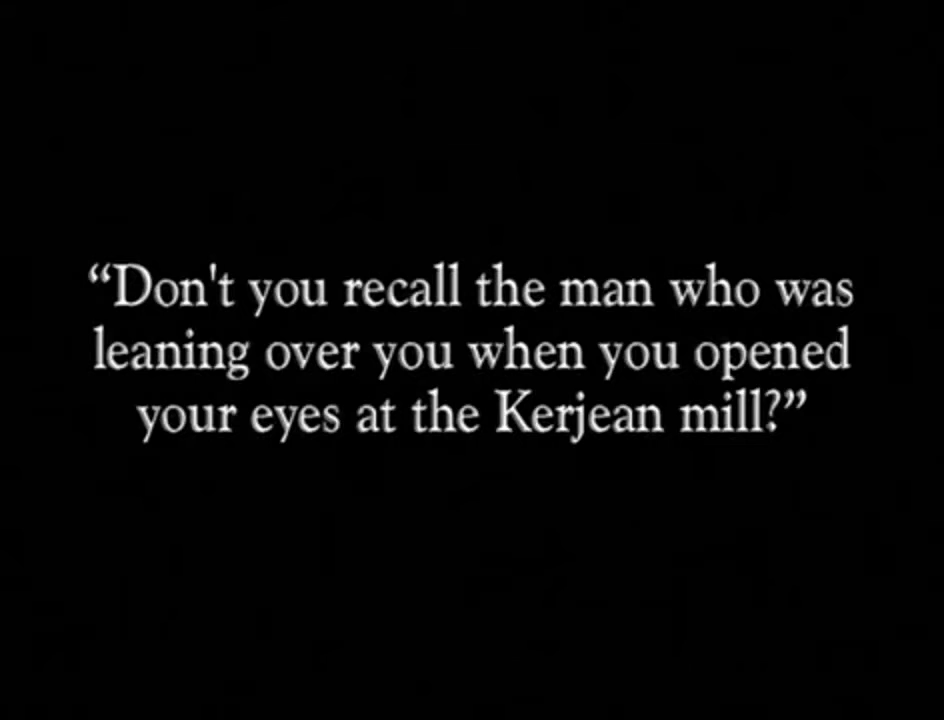 “Don't you recall the man who was
leaning over you when you opened
your eyes at the Kerjean mill?”